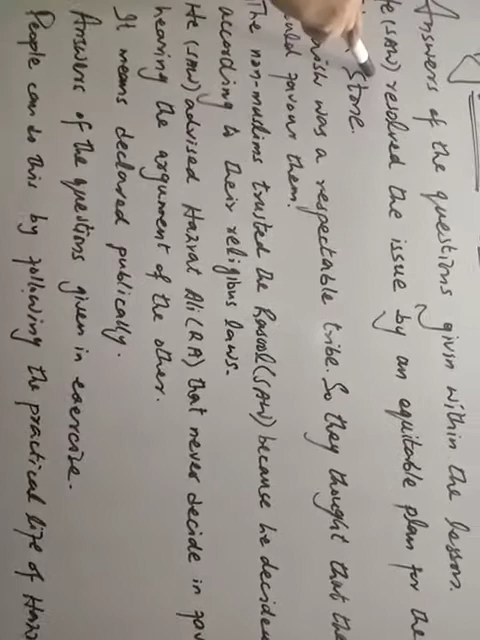 Answers of the questions givin within the lesson.
He (SAW) resolved the issue by an equitable plan for the
Stone.
was a respectable tribe. So they thought that the
favour them.
The non-muslims trusted the Rasool (SAW) because he decided
according to their religious laws.
He (SAW) advised Hazrat Ali (RA) that never decide in fav
hearing the argument of the other.
It means declared publically.
Answers of the questions given in exercise.
People can do this by following the practical life of Hazr